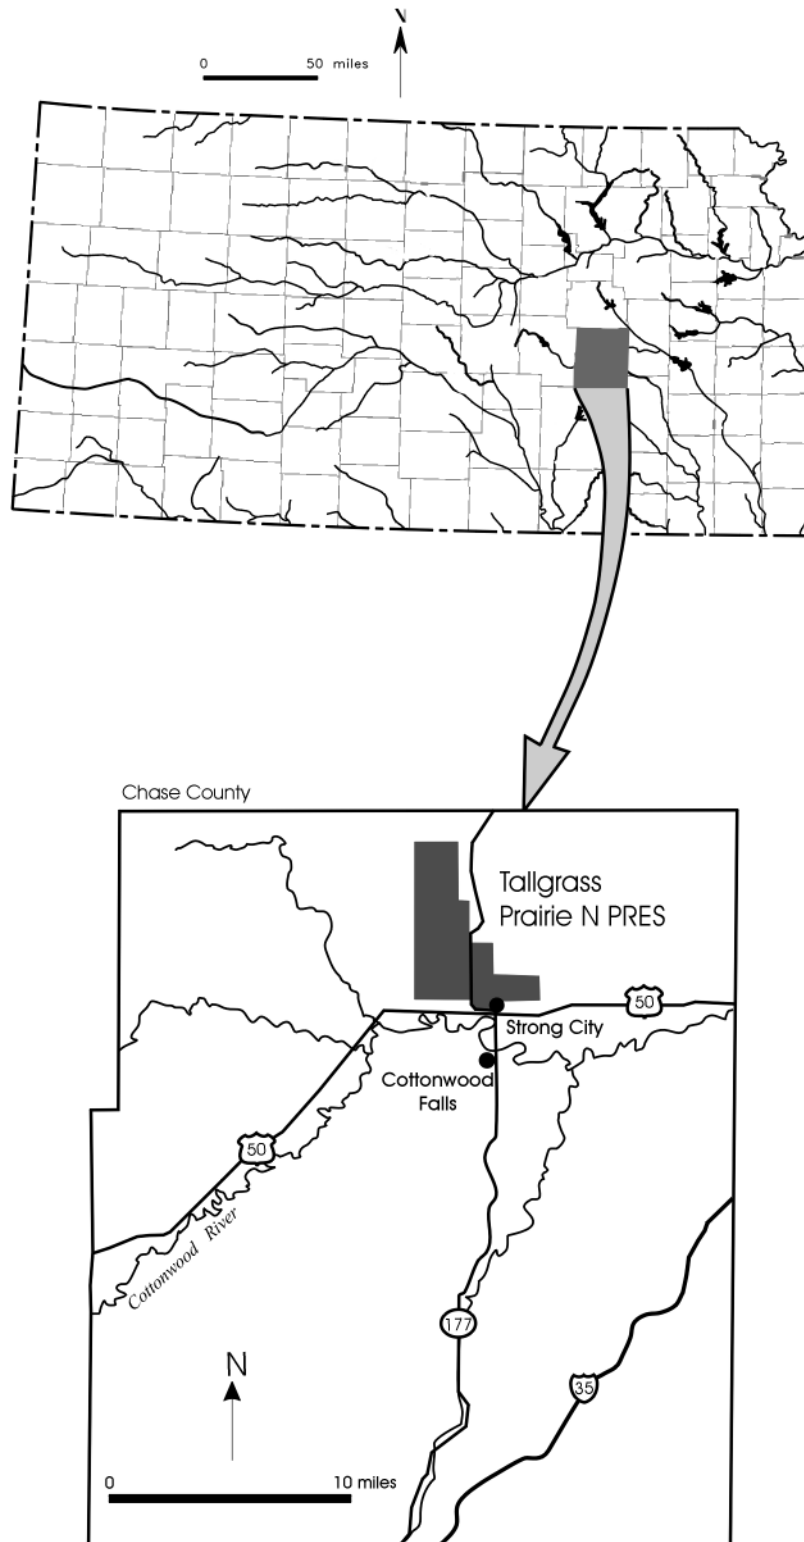 N
0 50 miles
Chase County
Tallgrass
Prairie N PRES
50
Strong City
Cottonwood
Falls
50
Cottonwood River
177
N
35
0 10 miles